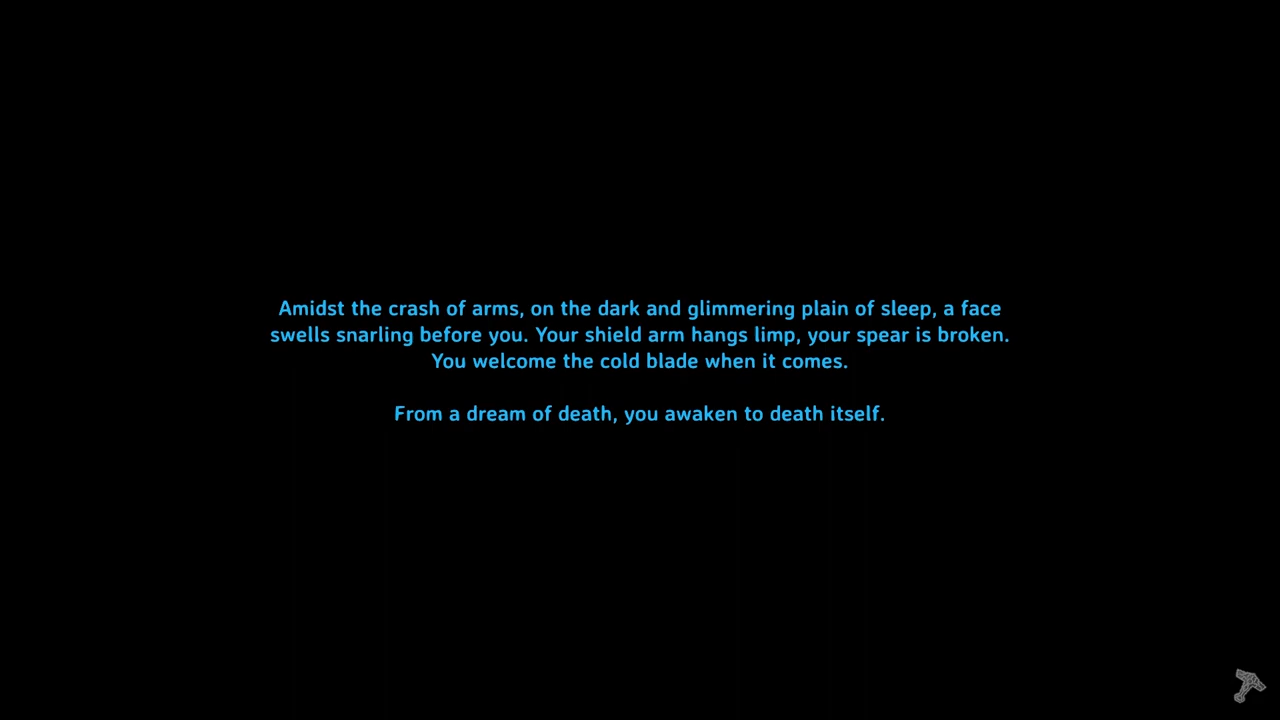 Amidst the crash of arms, on the dark and glimmering plain of sleep, a face
swells snarling before you. Your shield arm hangs limp, your spear is broken.
You welcome the cold blade when it comes.
From a dream of death, you awaken to death itself.